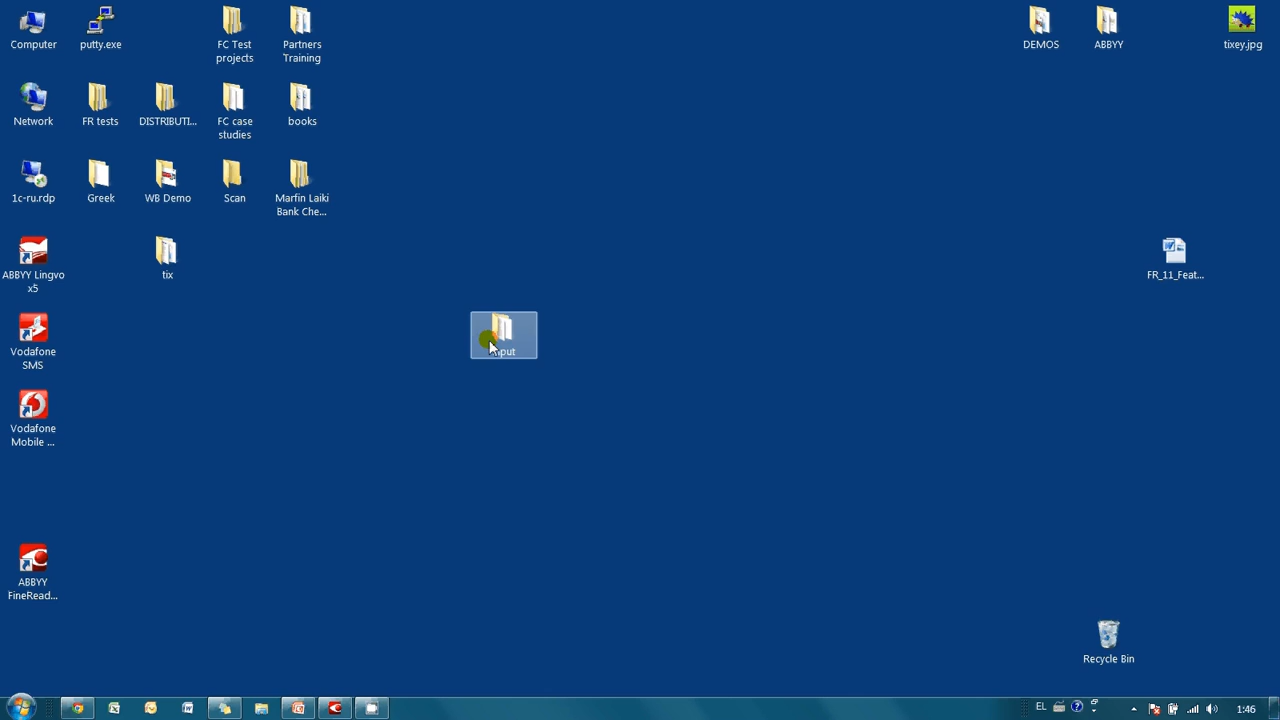 Computer
putty.exe
FC Test
projects
Partners
Training
DEMOS
ABBYY
tixey.jpg
Network
FR tests
DISTRIBUTI...
FC case
studies
books
1c-ru.rdp
Greek
WB Demo
Scan
Marfin Laiki
Bank Che...
ABBYY Lingvo
x5
tix
FR_11_Feat...
Vodafone
SMS
Vodafone
Mobile ...
ABBYY
FineRead...
Recycle Bin
EL
1:46